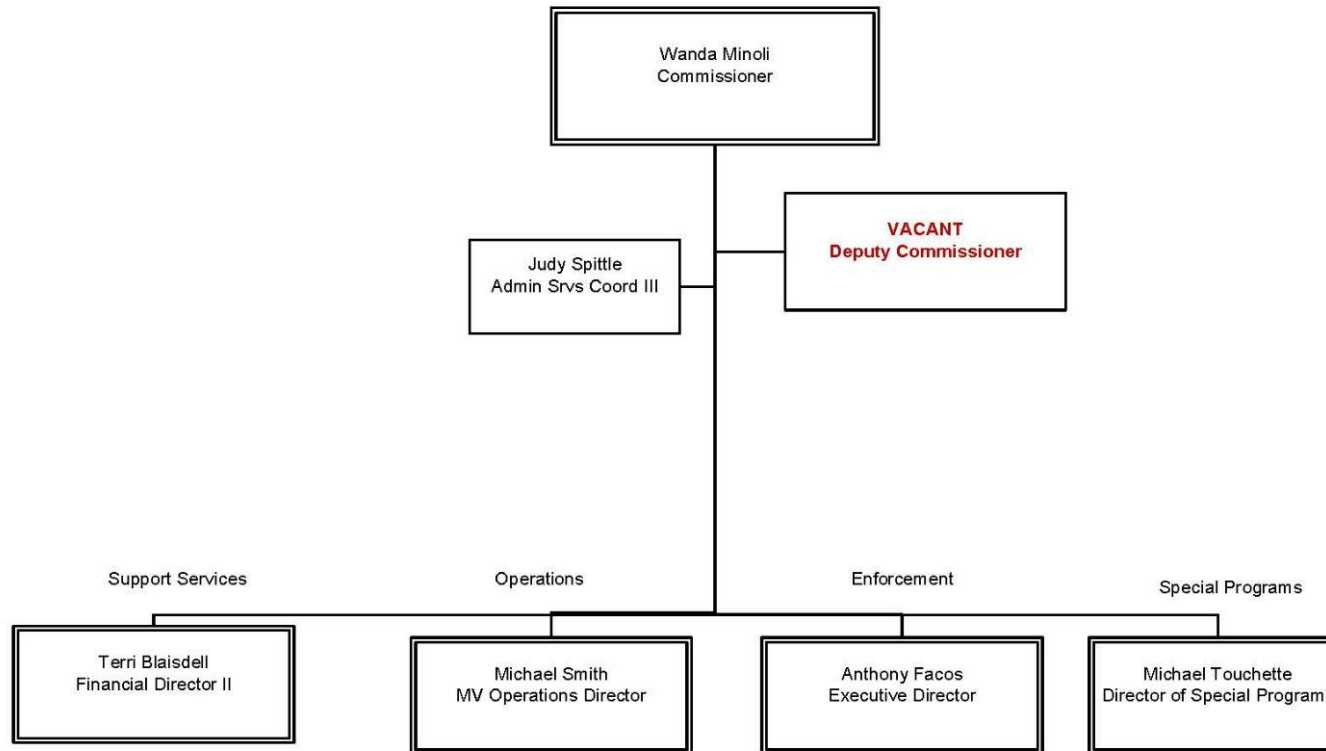 Wanda Minoli
Commissioner
VACANT
Deputy Commissioner
Judy Spittle
Admin Srvs Coord III
Support Services
Operations
Enforcement
Special Programs
Terri Blaisdell
Financial Director II
Michael Smith
MV Operations Director
Anthony Facos
Executive Director
Michael Touchette
Director of Special Program